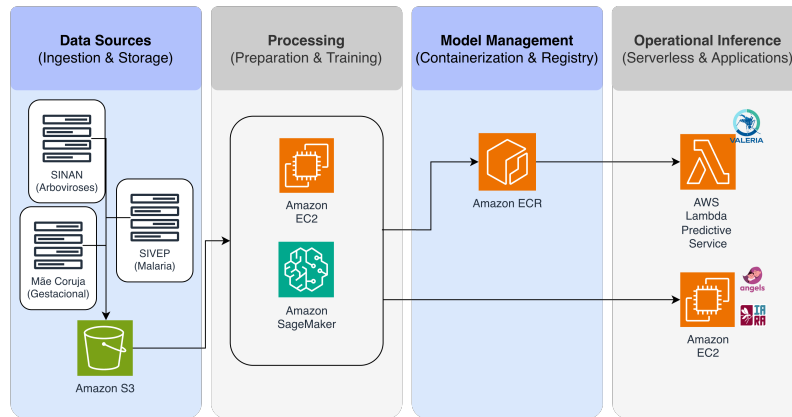 Data Sources
(Ingestion & Storage)
SINAN
(Arboviroses)
SIVEP
(Malaria)
Mãe Coruja
(Gestacional)
Amazon S3
Processing
(Preparation & Training)
Amazon
EC2
Amazon
SageMaker
Model Management
(Containerization & Registry)
Amazon ECR
Operational Inference
(Serverless & Applications)
VALERIA
AWS
Lambda
Predictive
Service
angels
IA
RA
Amazon
EC2